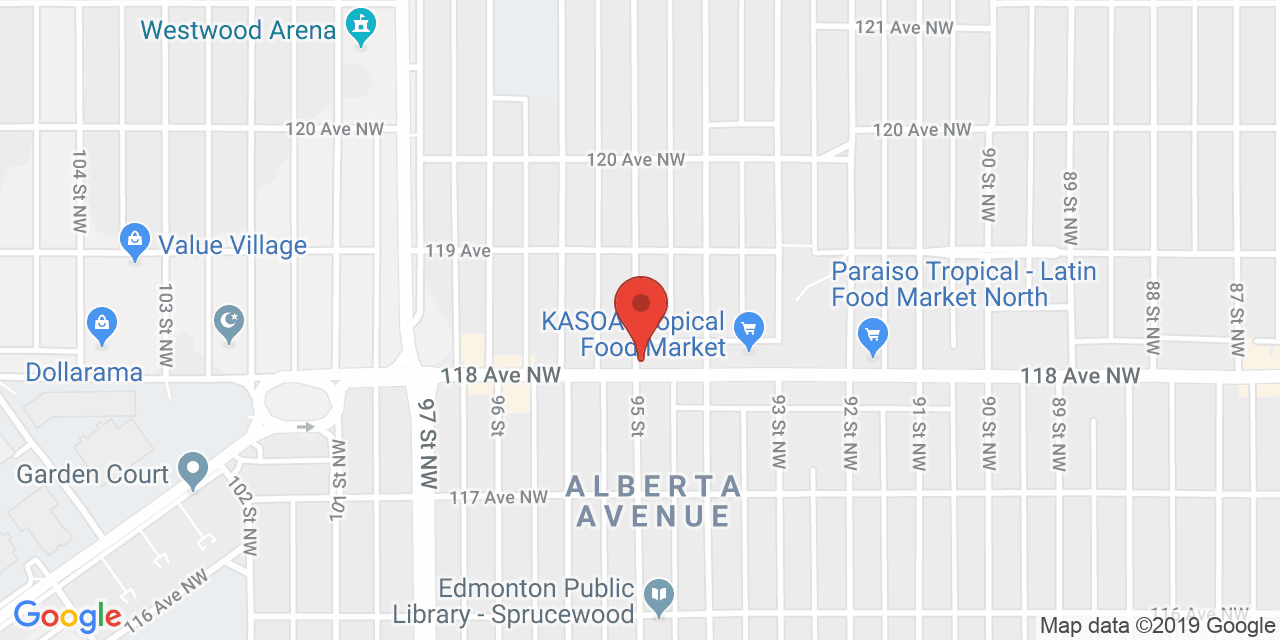 Westwood Arena
121 Ave NW
120 Ave NW
120 Ave NW
120 Ave NW
104 St NW
90 St NW
89 St NW
119 Ave
Value Village
Paraiso Tropical - Latin
Food Market North
103 St NW
88 St NW
87 St NW
KASOA Tropical
Food Market
Dollarama
118 Ave NW
118 Ave NW
97 St NW
96 St
95 St
93 St NW
92 St NW
91 St NW
90 St NW
89 St NW
101 St NW
Garden Court
102 St NW
117 Ave NW
ALBERTA
AVENUE
116 Ave NW
Edmonton Public
Library - Sprucewood
116 Ave NW
Google
Map data ©2019 Google